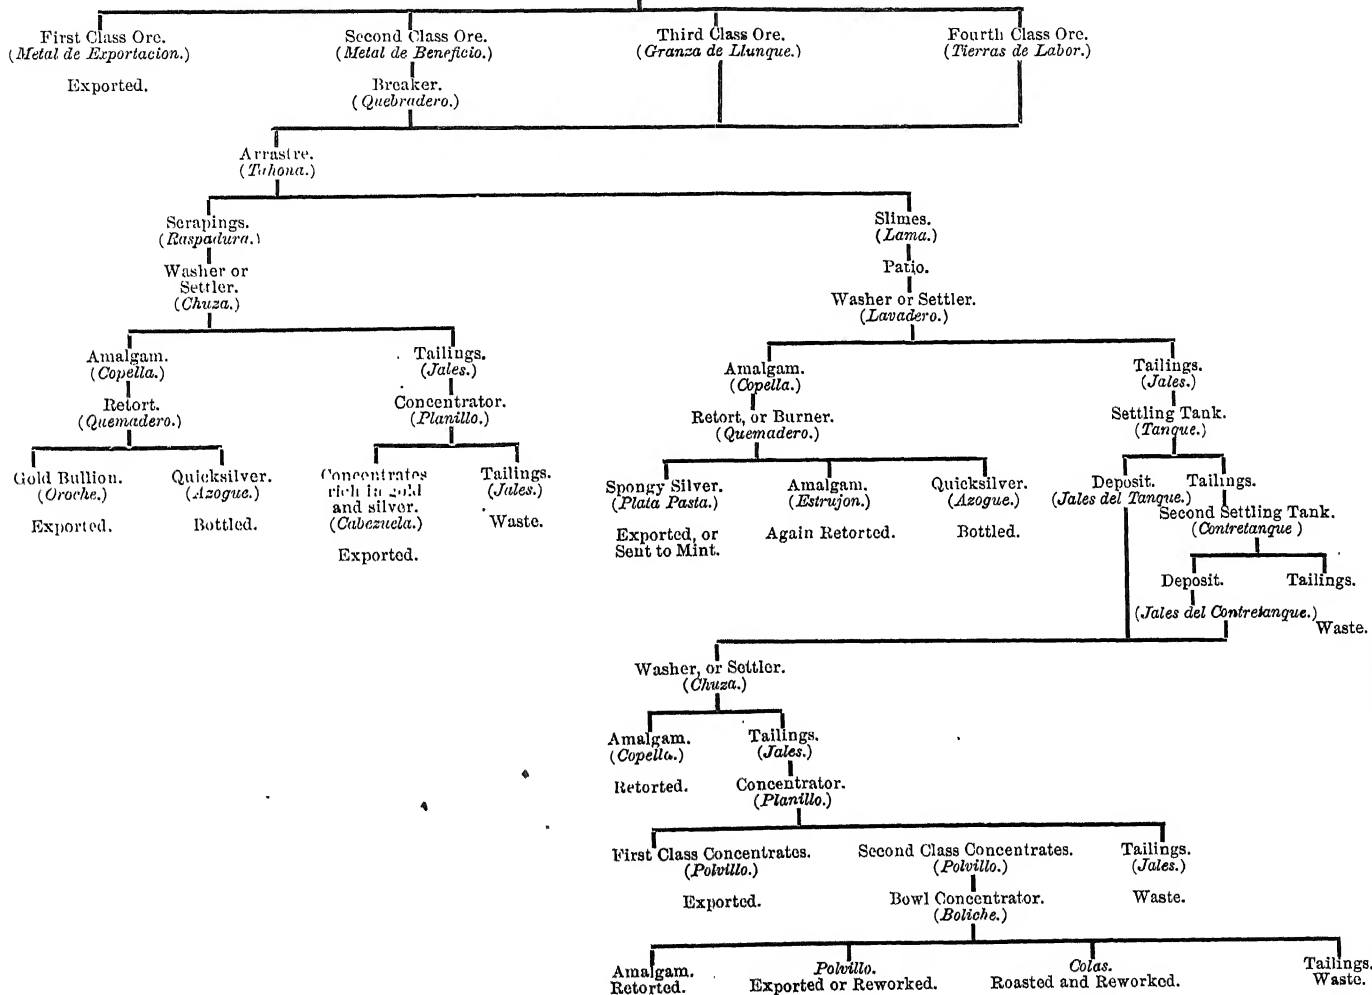 First Class Ore.
(Metal de Exportacion.)
Exported.
Second Class Ore.
(Metal de Beneficio.)
Breaker.
(Quebradero.)
Third Class Ore.
(Granza de Llunque.)
Fourth Class Ore.
(Tierras de Labor.)
Arrastre.
(Tahona.)
Scrapings.
(Raspadura.)
Washer or
Settler.
(Chuza.)
Slimes.
(Lama.)
Patio.
Washer or Settler.
(Lavadero.)
Amalgam.
(Copella.)
Retort.
(Quemadero.)
Tailings.
(Jales.)
Concentrator.
(Planillo.)
Gold Bullion.
(Oroche.)
Exported.
Quicksilver.
(Azogue.)
Bottled.
Concentrates
rich in gold
and silver.
(Cabezuela.)
Exported.
Tailings.
(Jales.)
Waste.
Amalgam.
(Copella.)
Retort, or Burner.
(Quemadero.)
Tailings.
(Jales.)
Settling Tank.
(Tanque.)
Spongy Silver.
(Plata Pasta.)
Exported, or
Sent to Mint.
Amalgam.
(Estrujon.)
Again Retorted.
Quicksilver.
(Azogue.)
Bottled.
Deposit.
(Jales del Tanque.)
Tailings.
Second Settling Tank.
(Contretanque )
Deposit.
(Jales del Contretanque.)
Tailings.
Waste.
Washer, or Settler.
(Chuza.)
Amalgam.
(Copella.)
Retorted.
Tailings.
(Jales.)
Concentrator.
(Planillo.)
First Class Concentrates.
(Polvillo.)
Exported.
Second Class Concentrates.
(Polvillo.)
Bowl Concentrator.
(Boliche.)
Tailings.
(Jales.)
Waste.
Amalgam.
Retorted.
Polvillo.
Exported or Reworked.
Colas.
Roasted and Reworked.
Tailings.
Waste.